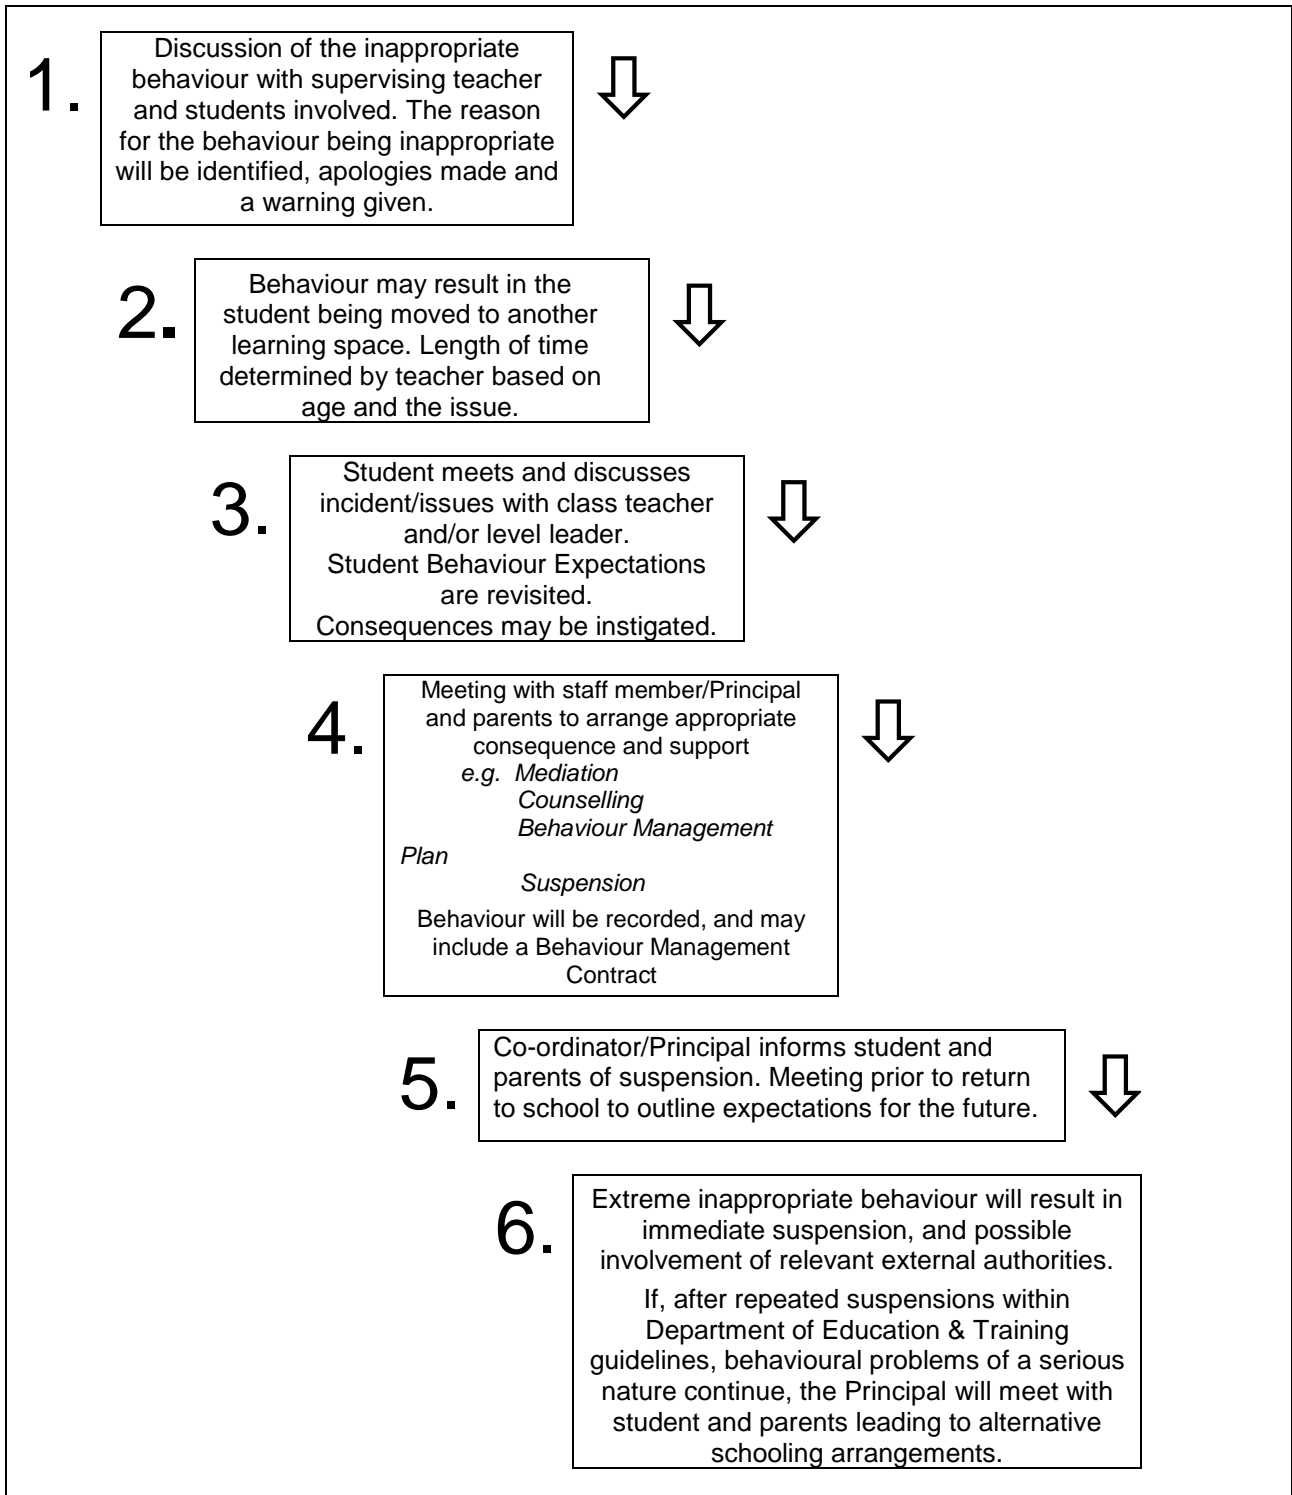 1.
Discussion of the inappropriate
behaviour with supervising teacher
and students involved. The reason
for the behaviour being inappropriate
will be identified, apologies made and
a warning given.
2.
Behaviour may result in the
student being moved to another
learning space. Length of time
determined by teacher based on
age and the issue.
3.
Student meets and discusses
incident/issues with class teacher
and/or level leader.
Student Behaviour Expectations
are revisited.
Consequences may be instigated.
4.
Meeting with staff member/Principal
and parents to arrange appropriate
consequence and support
e.g. Mediation
Counselling
Behaviour Management
Plan
Suspension
Behaviour will be recorded, and may
include a Behaviour Management
Contract
5.
Co-ordinator/Principal informs student and
parents of suspension. Meeting prior to return
to school to outline expectations for the future.
6.
Extreme inappropriate behaviour will result in
immediate suspension, and possible
involvement of relevant external authorities.
If, after repeated suspensions within
Department of Education & Training
guidelines, behavioural problems of a serious
nature continue, the Principal will meet with
student and parents leading to alternative
schooling arrangements.